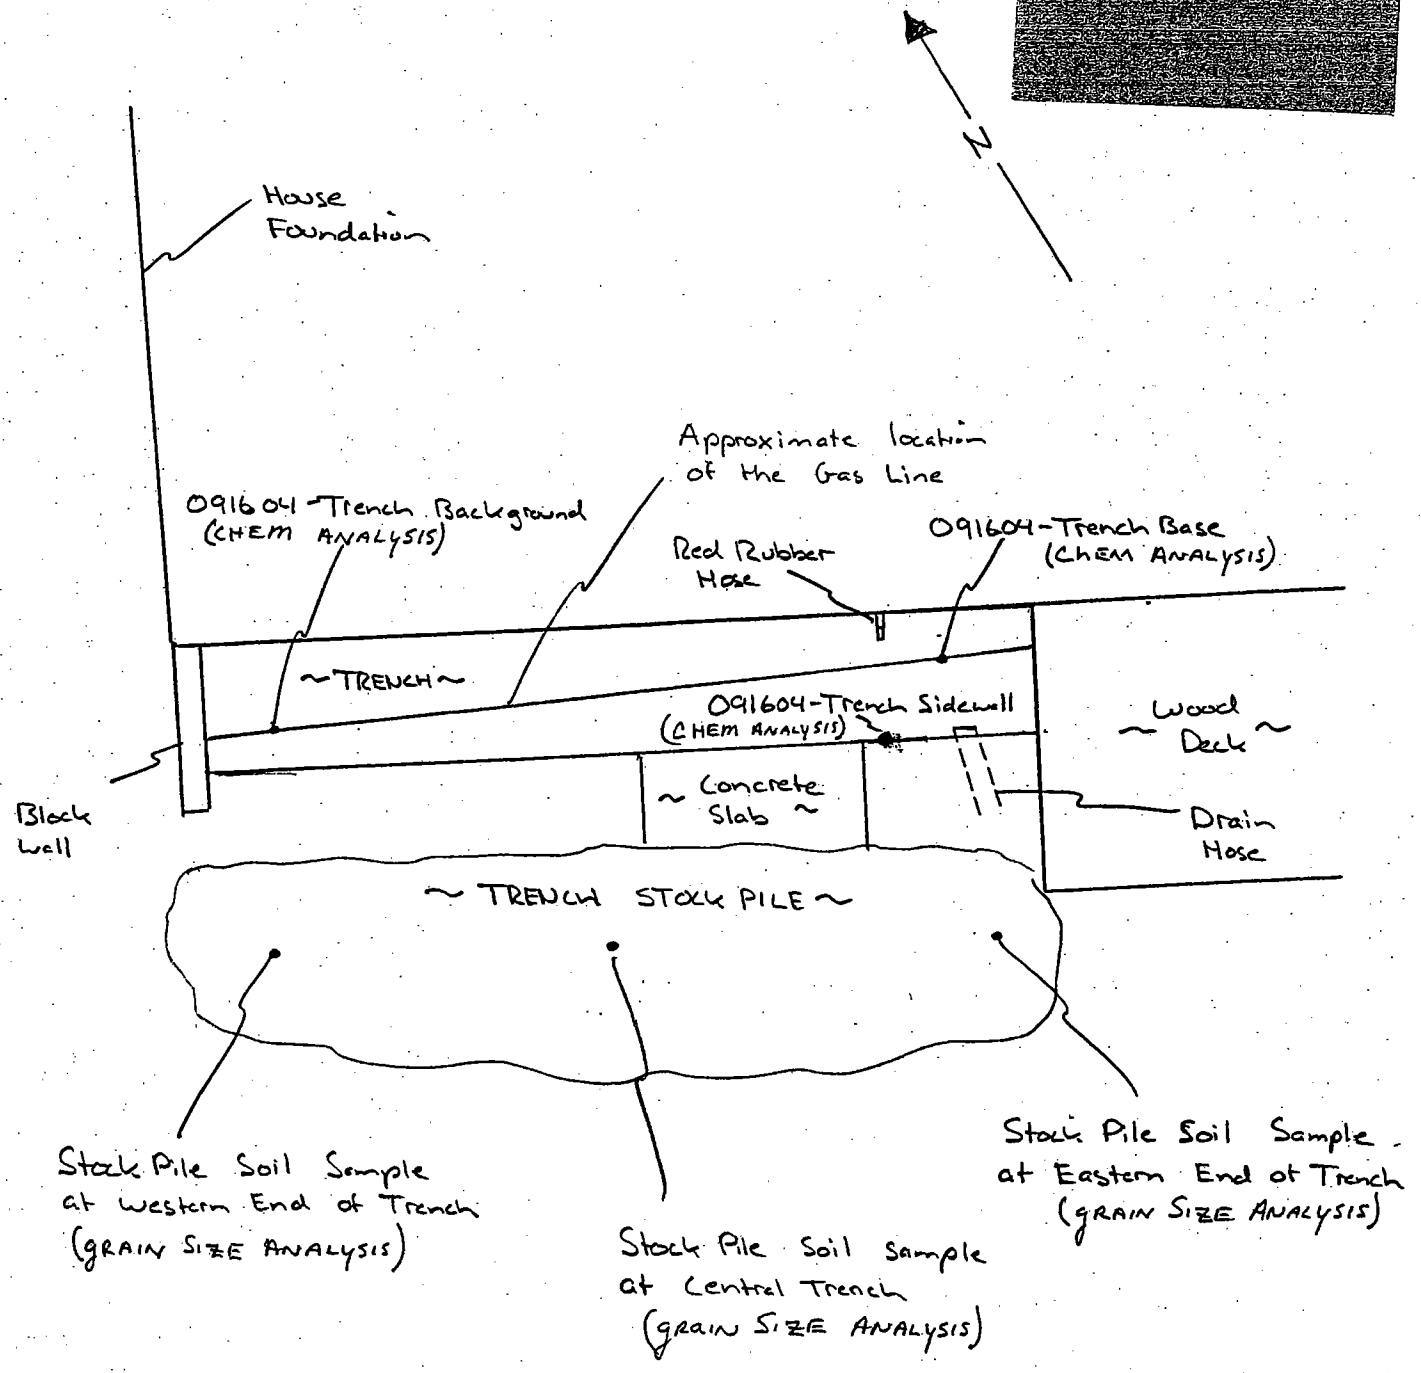 N
House
Foundation
Approximate location
of the Gas Line
091604-Trench Background
(CHEM ANALYSIS)
Red Rubber
Hose
091604-Trench Base
(CHEM ANALYSIS)
~TRENCH~
091604-Trench Sidewall
(CHEM ANALYSIS)
~ Wood
Deck ~
~ Concrete
Slab ~
Block
Wall
Drain
Hose
~ TRENCH STOCK PILE ~
Stock Pile Soil Sample
at Western End of Trench
(GRAIN SIZE ANALYSIS)
Stock Pile Soil Sample
at Central Trench
(GRAIN SIZE ANALYSIS)
Stock Pile Soil Sample
at Eastern End of Trench
(GRAIN SIZE ANALYSIS)